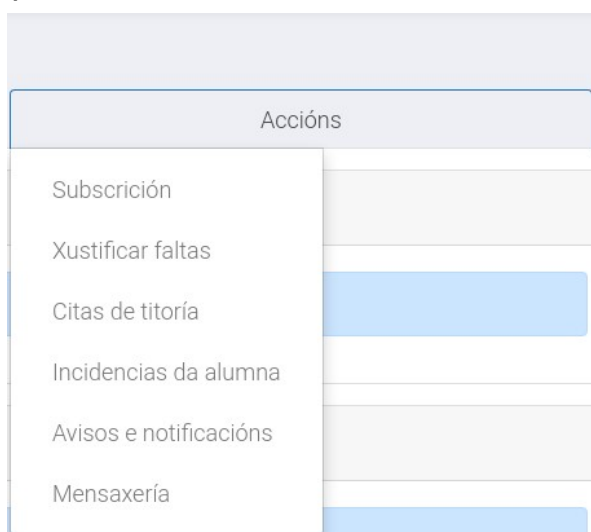 Accións
Subscrición
Xustificar faltas
Citas de titoría
Incidencias da alumna
Avisos e notificacións
Mensaxería